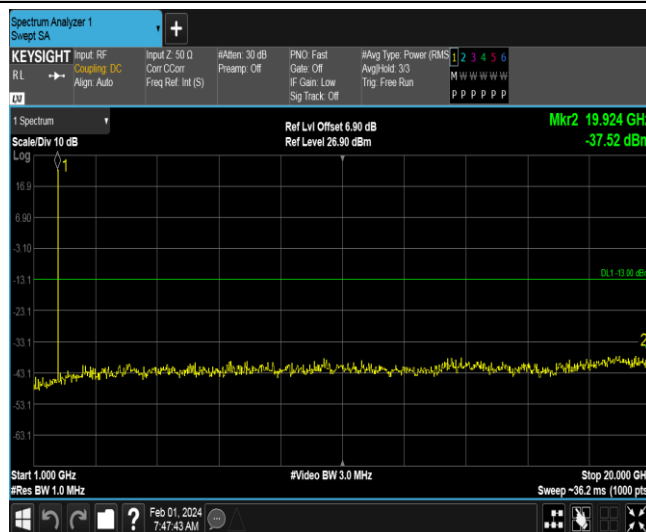 Spectrum Analyzer 1
Swept SA
+
KEYSIGHT
RL
LXI
Input: RF
Coupling: DC
Align: Auto
Input Z: 50 Ω
Corr CCorr
Freq Ref: Int (S)
#Atten: 30 dB
Preamp: Off
PNO: Fast
Gate: Off
IF Gain: Low
Sig Track: Off
#Avg Type: Power (RMS
Avg|Hold: 3/3
Trig: Free Run
1 2 3 4 5 6
M W W W W W
P P P P P P
1 Spectrum
Scale/Div 10 dB
Ref Lvl Offset 6.90 dB
Ref Level 26.90 dBm
Mkr2 19.924 GH
-37.52 dBm
Log
1
16.9
6.90
-3.10
-13.1
DL1 -13.00 dBm
-23.1
-33.1
2
-43.1
-53.1
-63.1
Start 1.000 GHz
#Video BW 3.0 MHz
Stop 20.000 GH
#Res BW 1.0 MHz
Sweep ~36.2 ms (1000 pts
?
Feb 01, 2024
7:47:43 AM